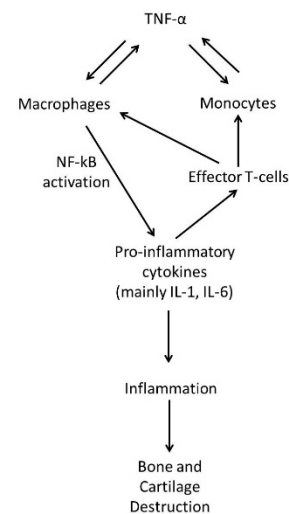 TNF-α
Macrophages
Monocytes
NF-kB
activation
Effector T-cells
Pro-inflammatory
cytokines
(mainly IL-1, IL-6)
Inflammation
Bone and
Cartilage
Destruction